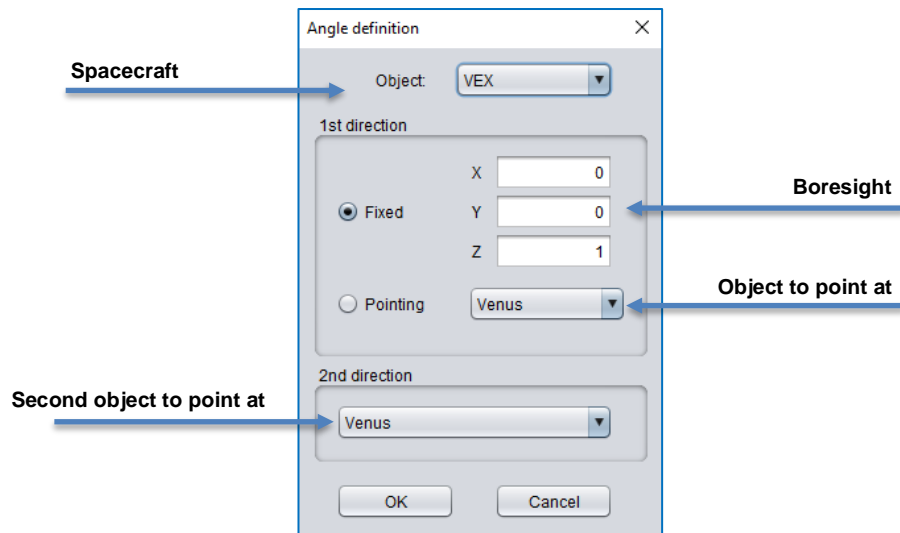 Angle definition
Spacecraft
Object:
VEX
1st direction
X
0
Boresight
Fixed
Y
0
Z
1
Object to point at
Pointing
Venus
2nd direction
Second object to point at
Venus
OK
Cancel